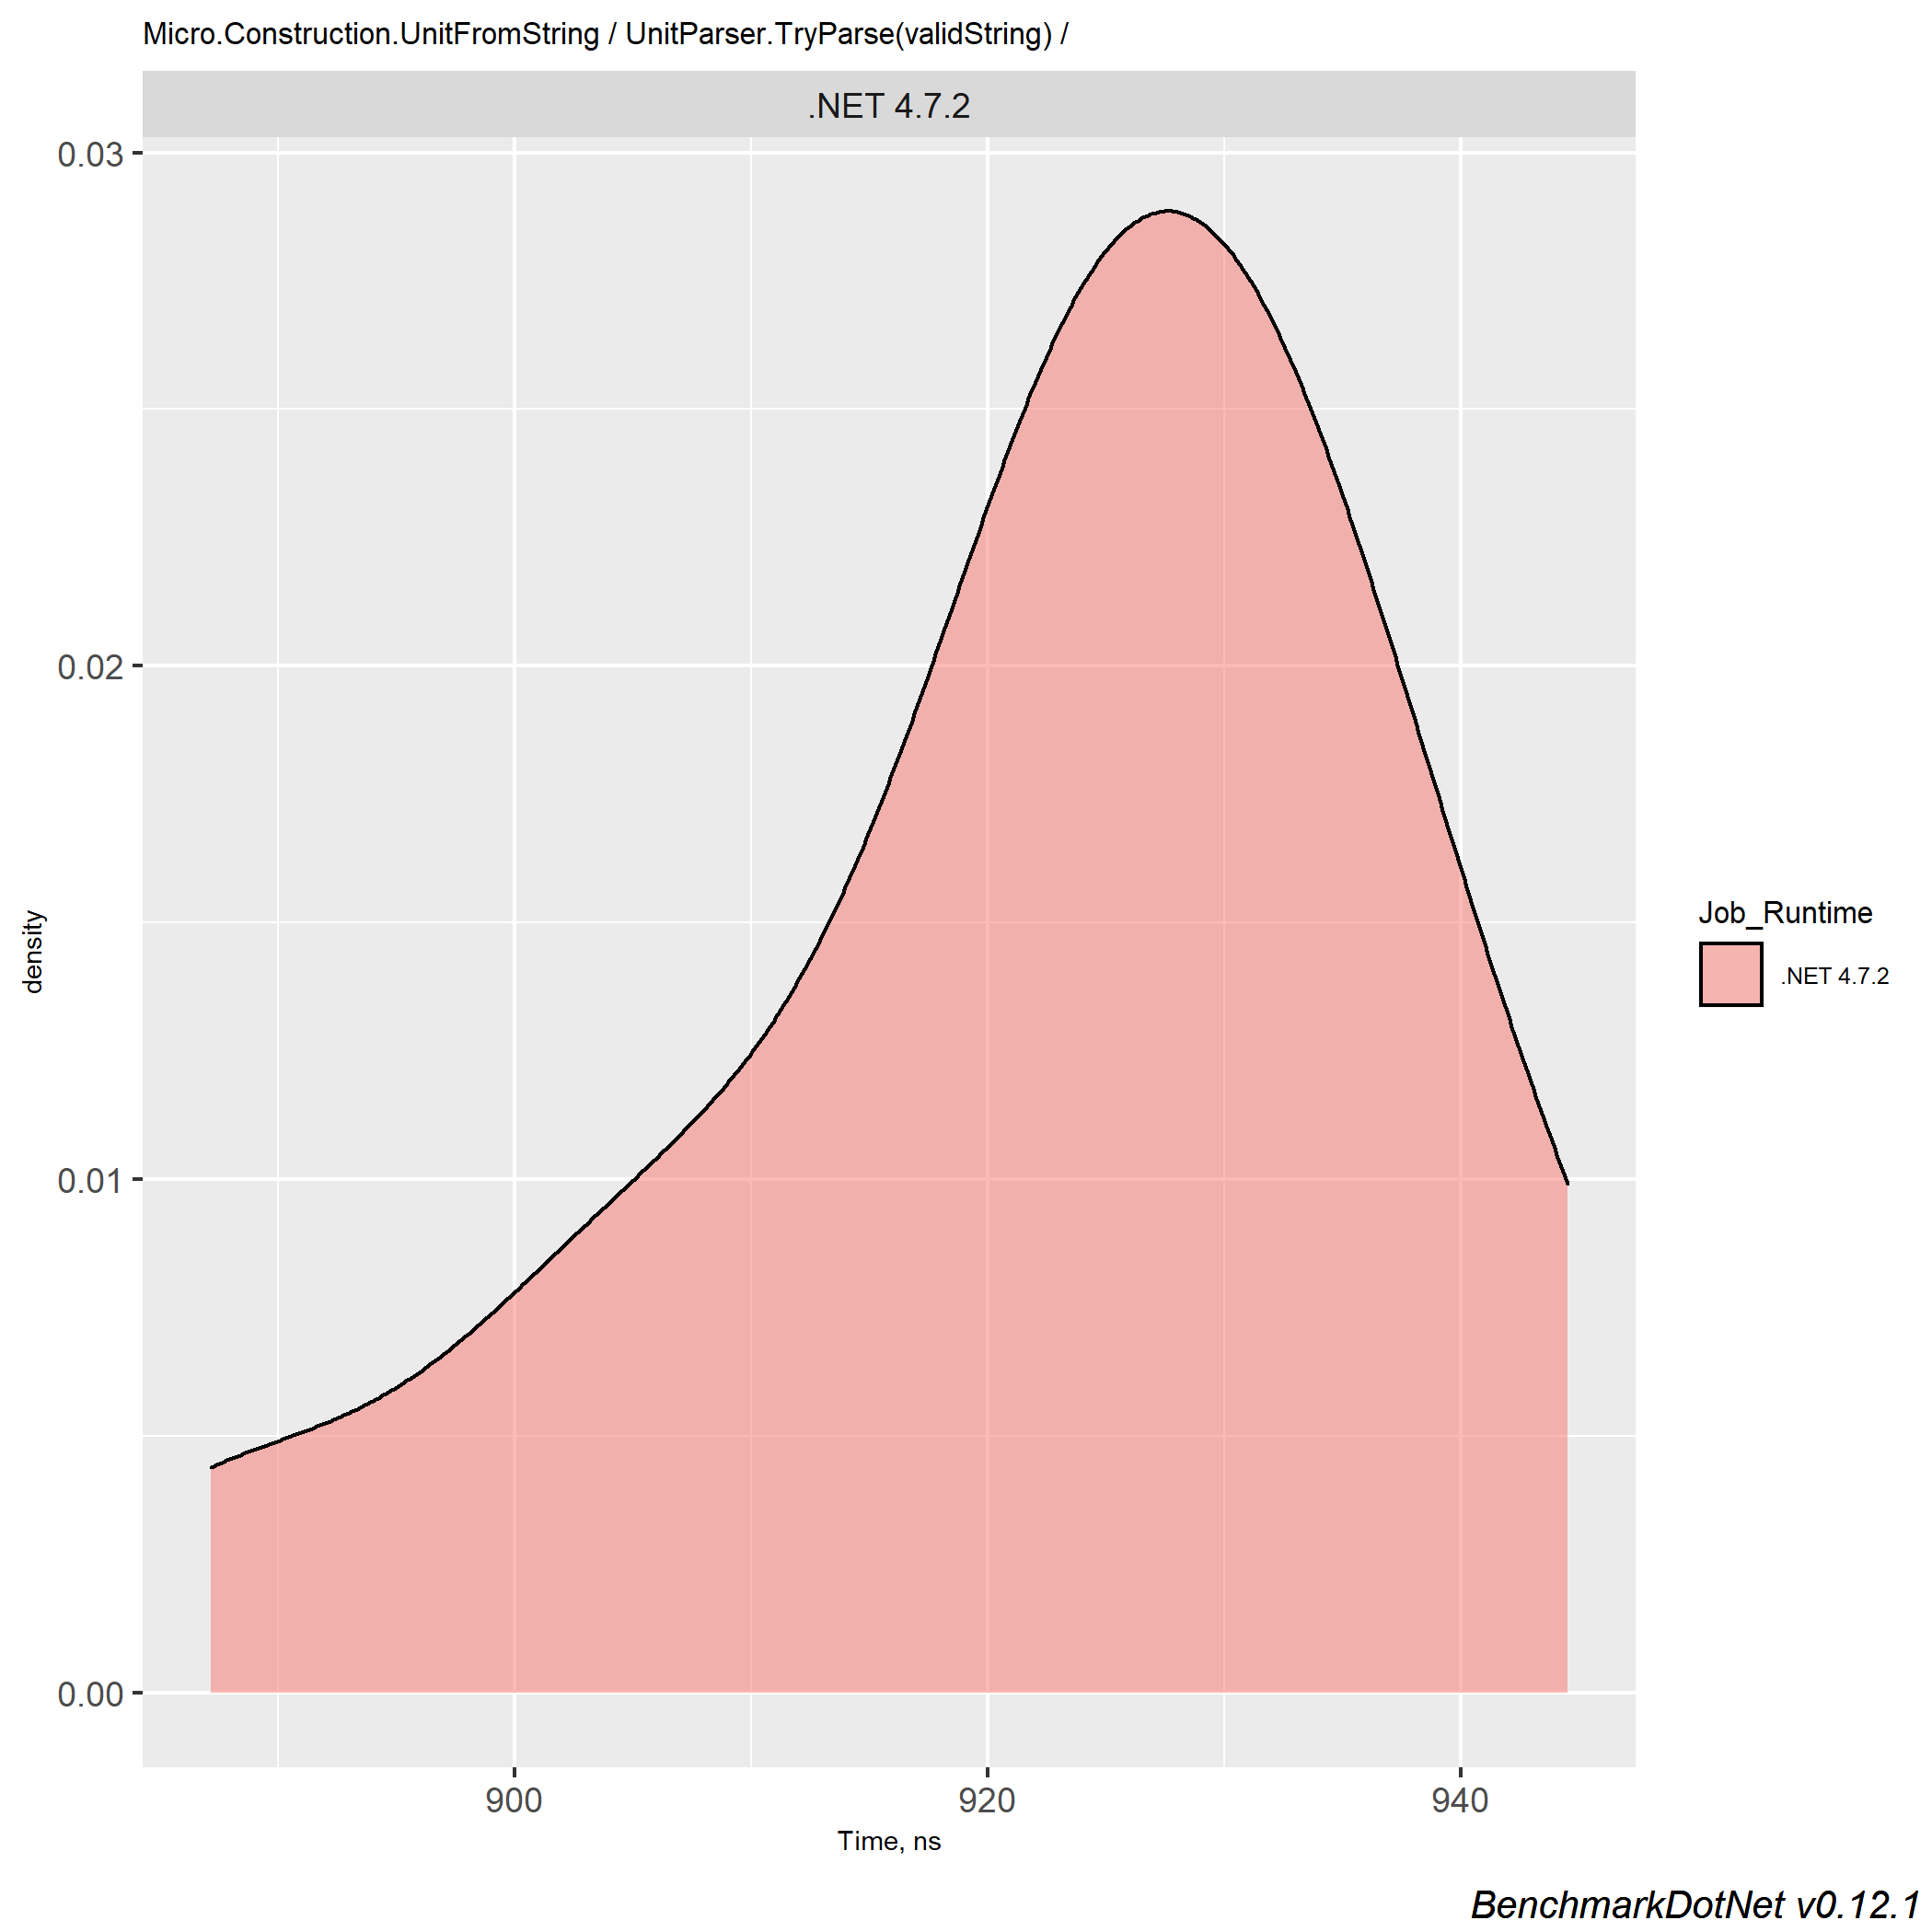 Micro.Construction.UnitFromString / UnitParser.TryParse(validString) /
.NET 4.7.2
0.03
0.02
0.01
0.00
density
900 920 940
Time, ns
Job_Runtime
.NET 4.7.2
BenchmarkDotNet v0.12.1